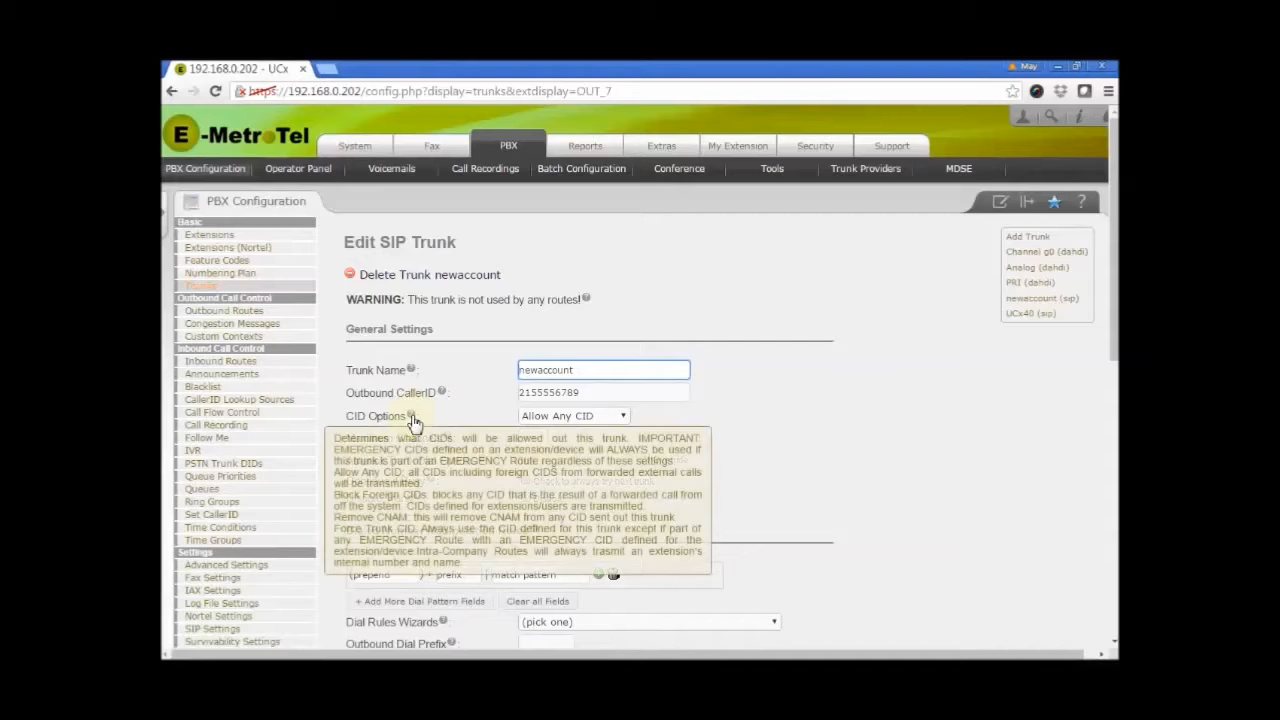 192.168.0.202 - UCx
May
https://192.168.0.202/config.php?display=trunks&extdisplay=OUT_7
E-MetroTel
System Fax PBX Reports Extras My Extension Security Support
PBX Configuration Operator Panel Voicemails Call Recordings Batch Configuration Conference Tools Trunk Providers MDSE
PBX Configuration
Basic
Extensions
Extensions (Nortel)
Feature Codes
Numbering Plan
Trunks
Outbound Call Control
Outbound Routes
Congestion Messages
Custom Contexts
Inbound Call Control
Inbound Routes
Announcements
Blacklist
CallerID Lookup Sources
Call Flow Control
Call Recording
Follow Me
IVR
PSTN Trunk DIDs
Queue Priorities
Queues
Ring Groups
Set CallerID
Time Conditions
Time Groups
Settings
Advanced Settings
Fax Settings
IAX Settings
Log File Settings
Nortel Settings
SIP Settings
Survivability Settings
Edit SIP Trunk
Delete Trunk newaccount
WARNING: This trunk is not used by any routes!
General Settings
Trunk Name : newaccount
Outbound CallerID : 2155556789
CID Options : Allow Any CID
Determines what CIDs will be allowed out this trunk. IMPORTANT
EMERGENCY CIDs defined on an extension/device will ALWAYS be used if
this trunk is part of an EMERGENCY Route regardless of these settings.
Allow Any CID: all CIDs including foreign CIDS from forwarded external calls
will be transmitted.
Block Foreign CIDs: blocks any CID that is the result of a forwarded call from
off the system. CIDs defined for extensions/users are transmitted.
Remove CNAM: this will remove CNAM from any CID sent out this trunk
Force Trunk CID: Always use the CID defined for this trunk except if part of
any EMERGENCY Route with an EMERGENCY CID defined for the
extension/device.Intra-Company Routes will always trasmit an extension's
internal number and name.
(prepend ) + prefix | match pattern
+ Add More Dial Pattern Fields Clear all Fields
Dial Rules Wizards : (pick one)
Outbound Dial Prefix :
Add Trunk
Channel g0 (dahdi)
Analog (dahdi)
PRI (dahdi)
newaccount (sip)
UCx40 (sip)